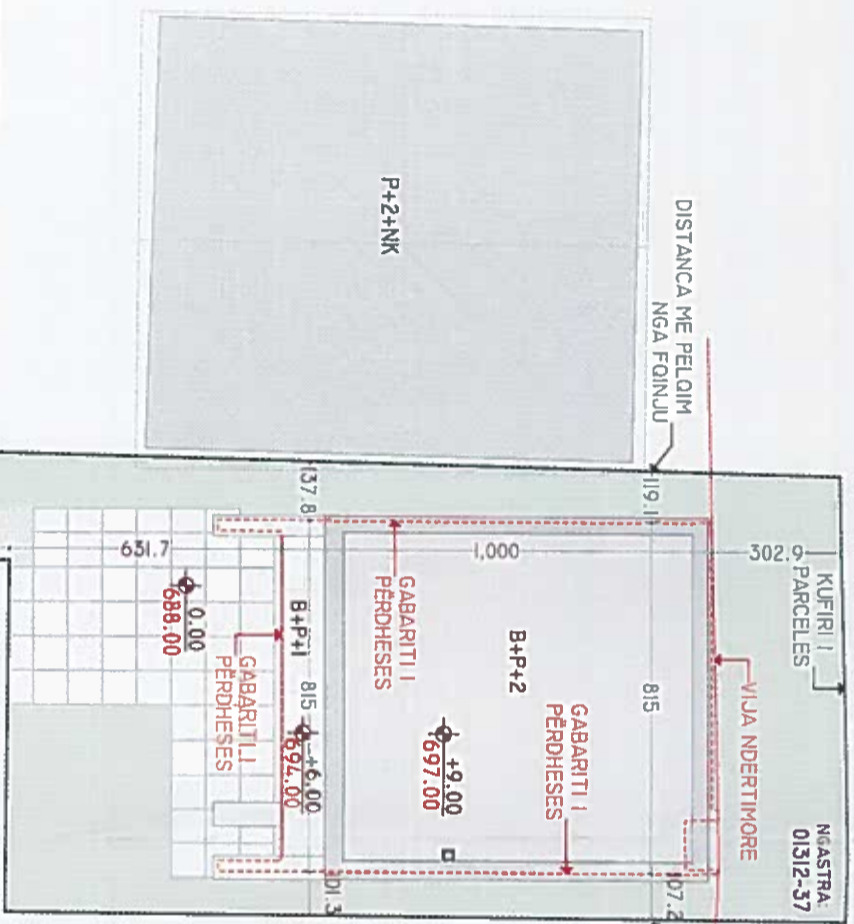 DISTANCA ME PELQIM
NGA FQINJU
P+2+NK
KUFIRI I
PARCELES
NGASTRA:
01312-37
VIJA NDËRTIMORE
302.9
119.1
815
107.2
1,000
B+P+2
GABARITI I
PËRDHESES
GABARITI I
PËRDHESES
+9.00
697.00
137.8
815
B+P+1
+6.00
694.00
631.7
0.00
688.00
GABARITI I
PËRDHESES